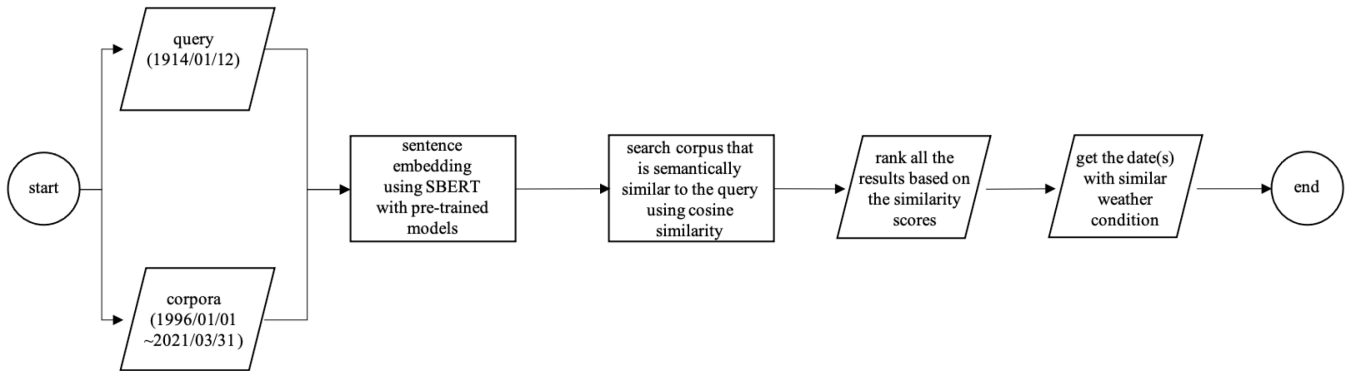 start
query
(1914/01/12)
corpora
(1996/01/01
~2021/03/31)
sentence
embedding
using SBERT
with pre-trained
models
search corpus that
is semantically
similar to the query
using cosine
similarity
rank all the
results based on
the similarity
scores
get the date(s)
with similar
weather
condition
end